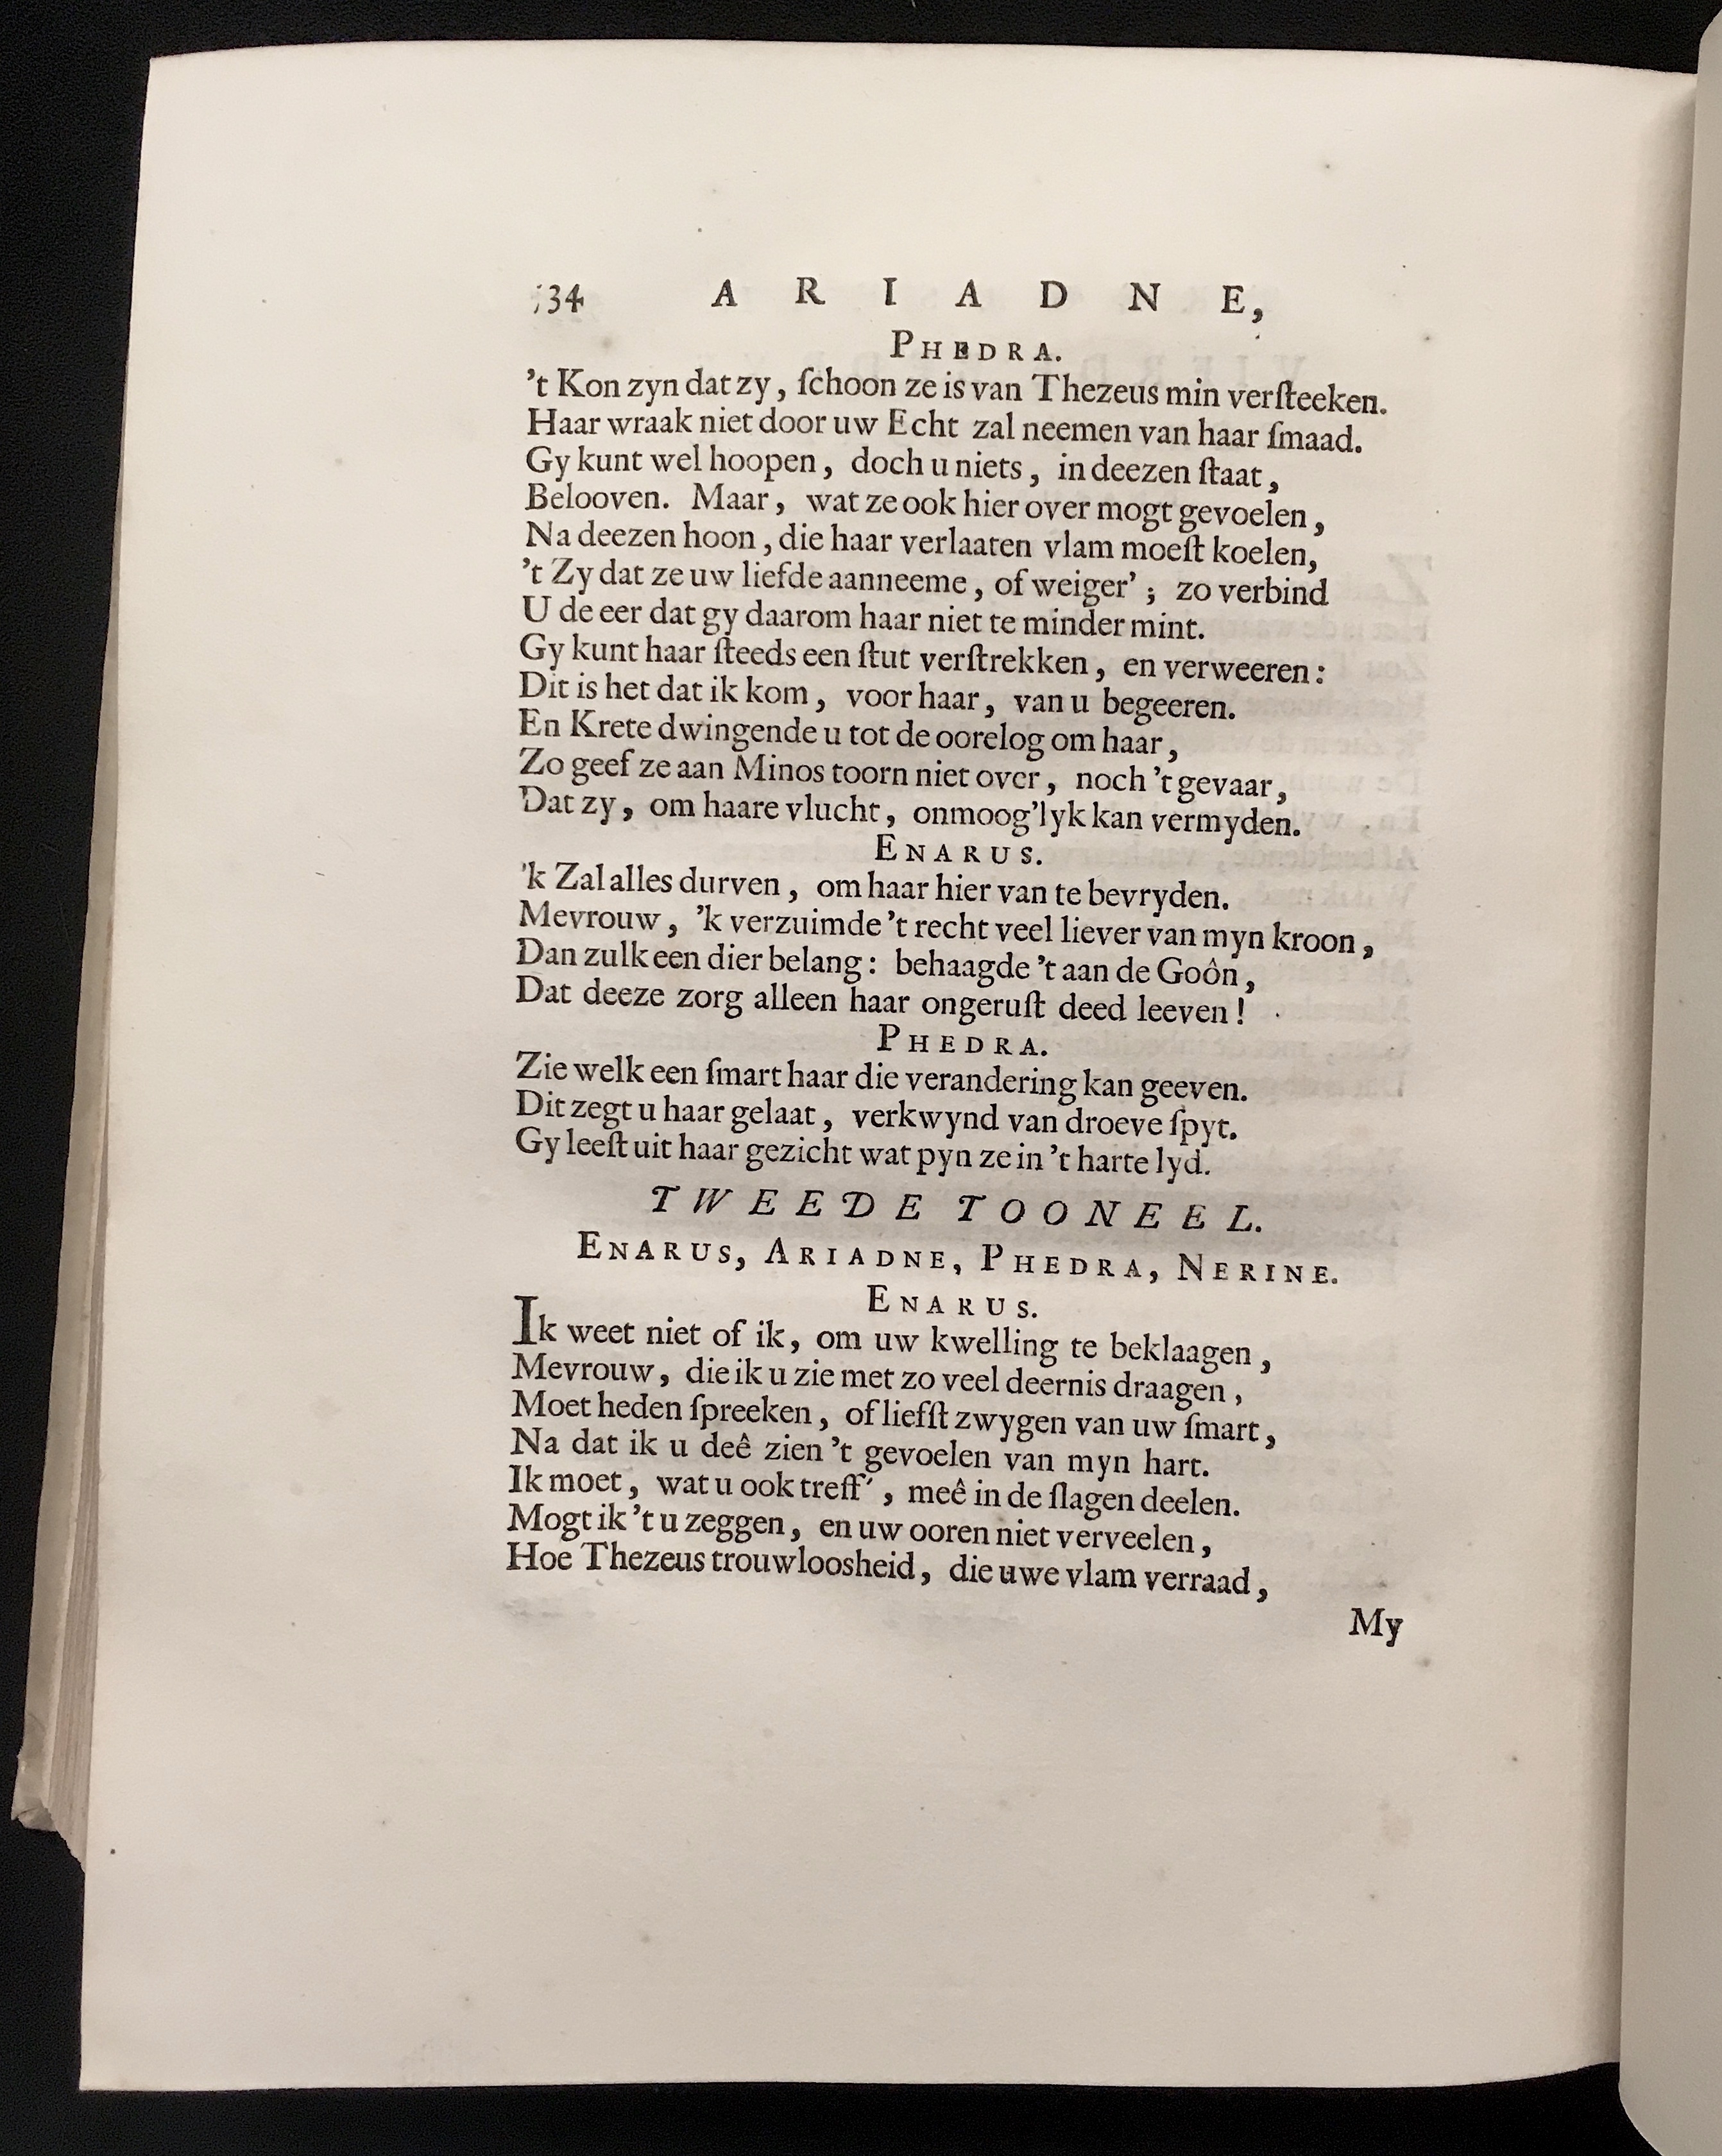 34 ARIADNE,
PHEDRA.
’t Kon zyn dat zy, ſchoon ze is van Thezeus min verſteeken.
Haar wraak niet door uw Echt zal neemen van haar ſmaad.
Gy kunt wel hoopen, doch u niets, in deezen ſtaat,
Belooven. Maar, wat ze ook hier over mogt gevoelen,
Na deezen hoon, die haar verlaaten vlam moeſt koelen,
’t Zy dat ze uw liefde aanneeme, of weiger’; zo verbind
U de eer dat gy daarom haar niet te minder mint.
Gy kunt haar ſteeds een ſtut verſtrekken, en verweeren:
Dit is het dat ik kom, voor haar, van u begeeren.
En Krete dwingende u tot de oorelog om haar,
Zo geef ze aan Minos toorn niet over, noch ’t gevaar,
Dat zy, om haare vlucht, onmoog’lyk kan vermyden.
ENARUS.
’k Zal alles durven, om haar hier van te bevryden.
Mevrouw, ’k verzuimde ’t recht veel liever van myn kroon,
Dan zulk een dier belang: behaagde ’t aan de Goôn,
Dat deeze zorg alleen haar ongeruſt deed leeven!
PHEDRA.
Zie welk een ſmart haar die verandering kan geeven.
Dit zegt u haar gelaat, verkwynd van droeve ſpyt.
Gy leeſt uit haar gezicht wat pyn ze in ’t harte lyd.
TWEEDE TOONEEL.
ENARUS, ARIADNE, PHEDRA, NERINE.
ENARUS.
Ik weet niet of ik, om uw kwelling te beklaagen,
Mevrouw, die ik u zie met zo veel deernis draagen,
Moet heden ſpreeken, of liefſt zwygen van uw ſmart,
Na dat ik u deê zien ’t gevoelen van myn hart.
Ik moet, wat u ook treff’, meê in de ſlagen deelen.
Mogt ik ’t u zeggen, en uw ooren niet verveelen,
Hoe Thezeus trouwloosheid, die uwe vlam verraad,
My